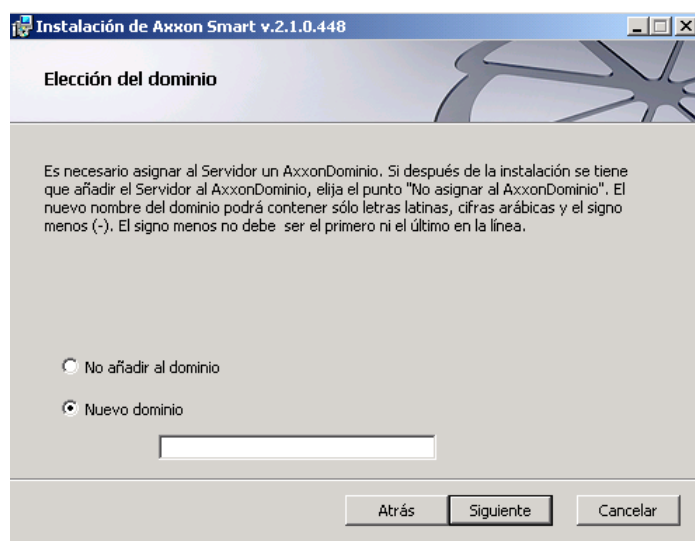 Instalación de Axxon Smart v.2.1.0.448
Elección del dominio
Es necesario asignar al Servidor un AxxonDominio. Si después de la instalación se tiene
que añadir el Servidor al AxxonDominio, elija el punto "No asignar al AxxonDominio". El
nuevo nombre del dominio podrá contener sólo letras latinas, cifras arábicas y el signo
menos (-). El signo menos no debe ser el primero ni el último en la línea.
No añadir al dominio
Nuevo dominio
Atrás Siguiente Cancelar